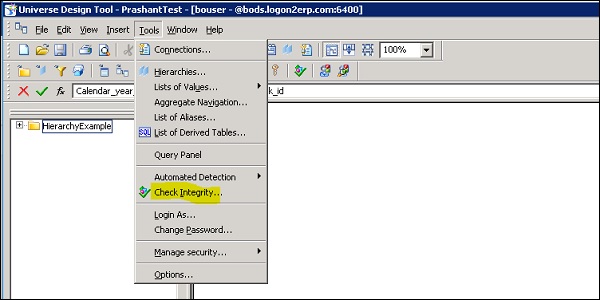 Universe Design Tool - PrashantTest - [bouser - @bods.logon2erp.com:6400]
File Edit View Insert Tools Window Help
100%
Calendar_year_
k_id
HierarchyExample
Connections...
Hierarchies...
Lists of Values...
Aggregate Navigation...
List of Aliases...
SQL List of Derived Tables...
Query Panel
Automated Detection
Check Integrity...
Login As...
Change Password...
Manage security...
Options...